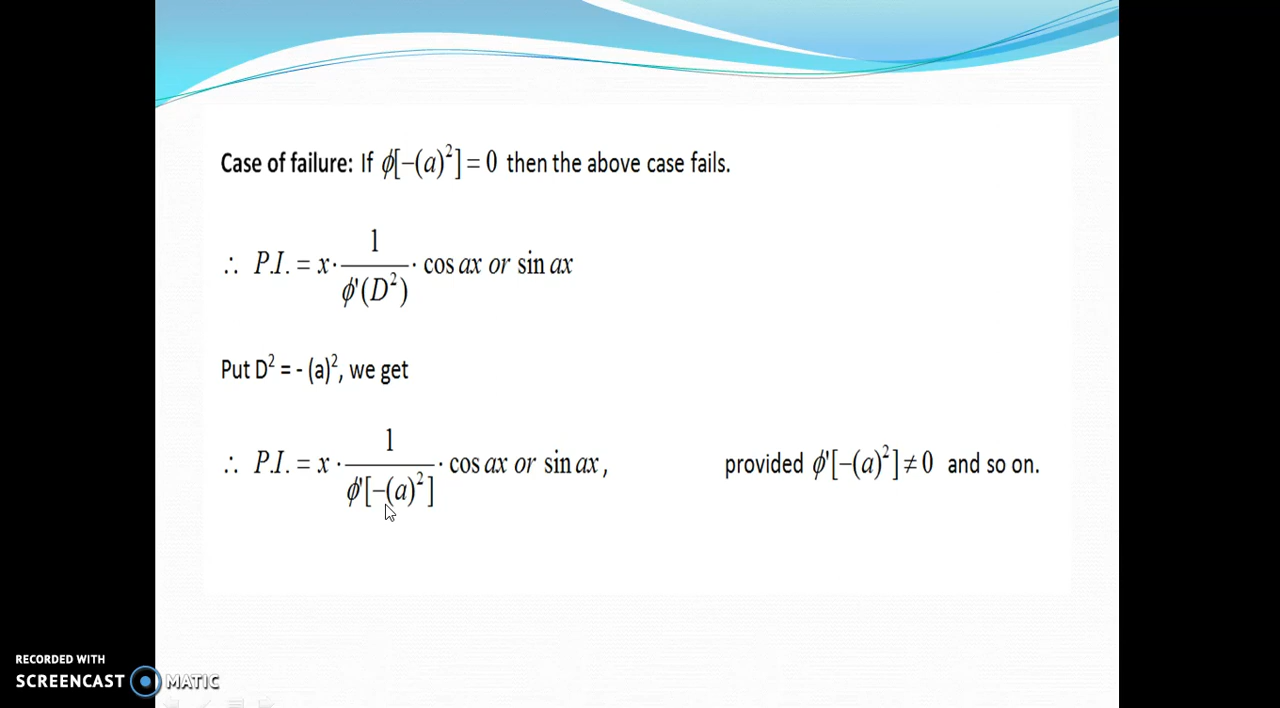 Case of failure: If ϕ[−(a)²] = 0 then the above case fails.
∴ P.I. = x · 1/ϕ'(D²) · cos ax or sin ax
Put D² = - (a)², we get
∴ P.I. = x · 1/ϕ'[−(a)²] · cos ax or sin ax, provided ϕ'[−(a)²] ≠ 0 and so on.
RECORDED WITH
SCREENCAST MATIC